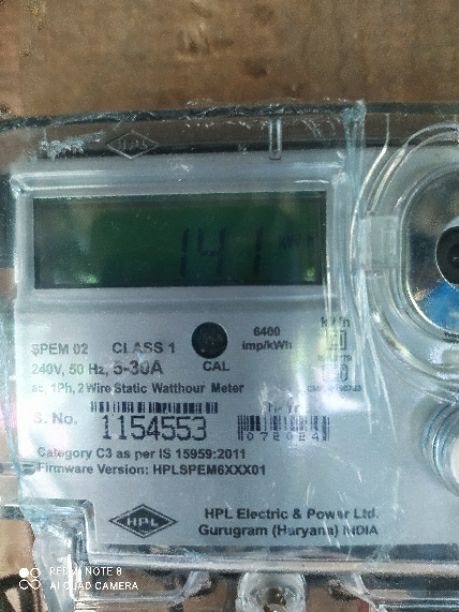 HPL
141
kWh
SPEM 02 CLASS 1
6400
imp/kWh
240V, 50 Hz, 5-30A
CAL
ac, 1Ph, 2 Wire Static Watthour Meter
S. No.
1154553
072024
Category C3 as per IS 15959:2011
Firmware Version: HPLSPEM6XXX01
HPL
HPL Electric & Power Ltd.
Gurugram (Haryana) INDIA
REDMI NOTE 8
AI QUAD CAMERA